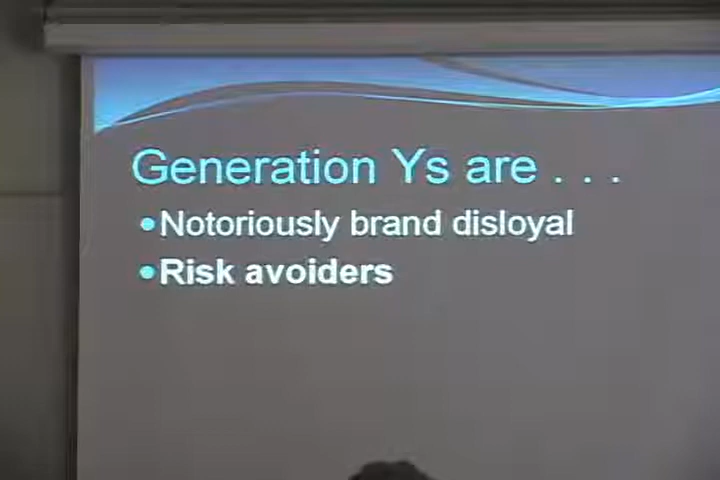 Generation Ys are . . .
•Notoriously brand disloyal
•Risk avoiders